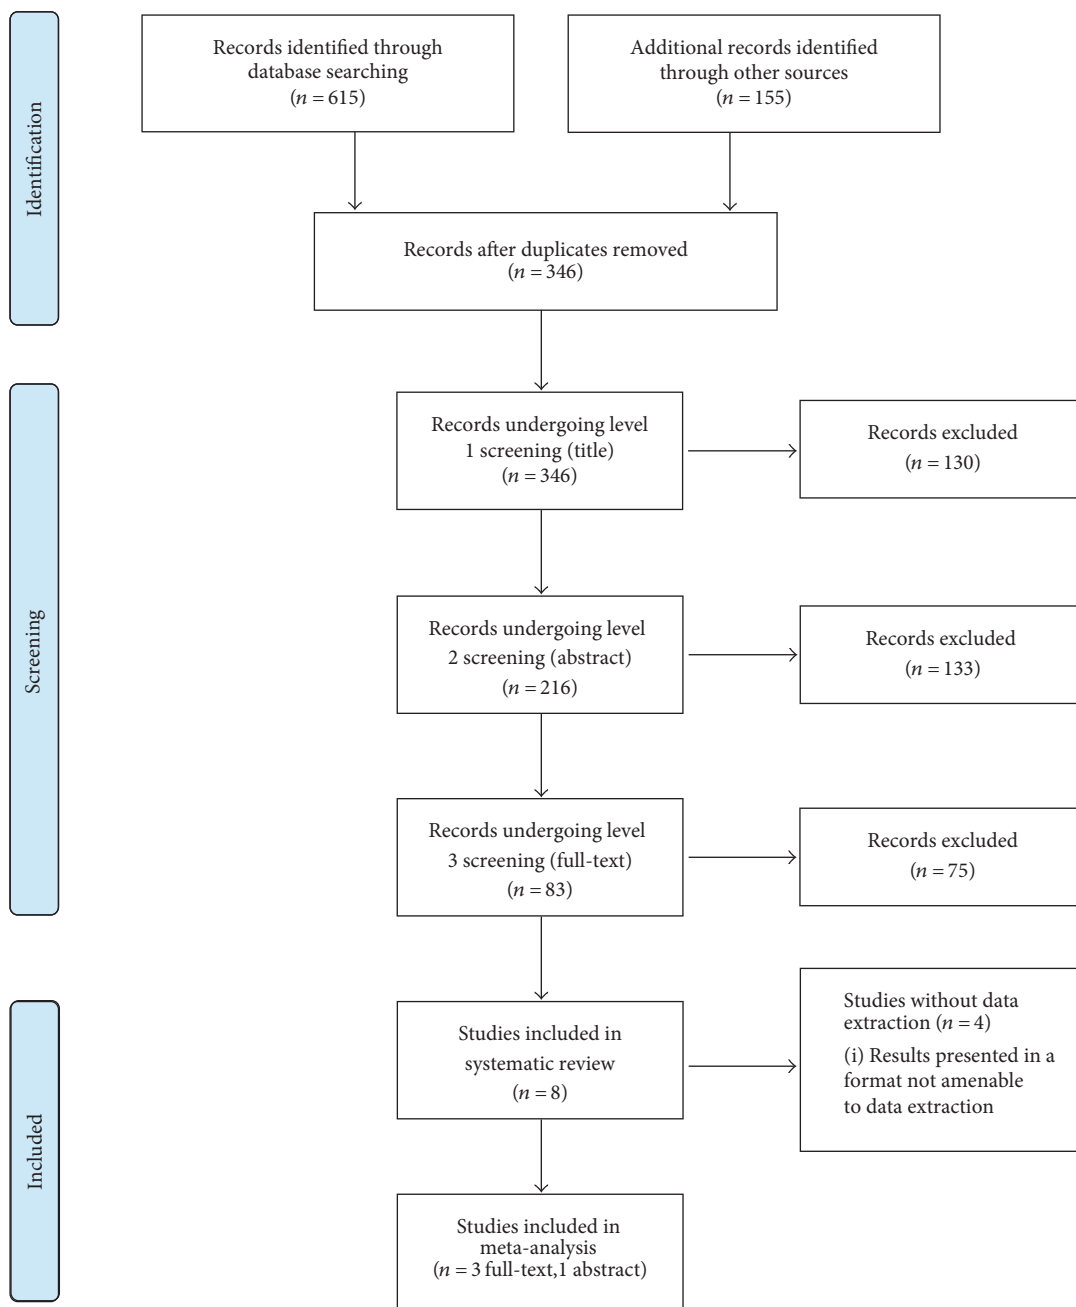 Identification
Records identified through
database searching
(n = 615)
Additional records identified
through other sources
(n = 155)
Records after duplicates removed
(n = 346)
Screening
Records undergoing level
1 screening (title)
(n = 346)
Records excluded
(n = 130)
Records undergoing level
2 screening (abstract)
(n = 216)
Records excluded
(n = 133)
Records undergoing level
3 screening (full-text)
(n = 83)
Records excluded
(n = 75)
Included
Studies included in
systematic review
(n = 8)
Studies without data
extraction (n = 4)
(i) Results presented in a
format not amenable
to data extraction
Studies included in
meta-analysis
(n = 3 full-text,1 abstract)